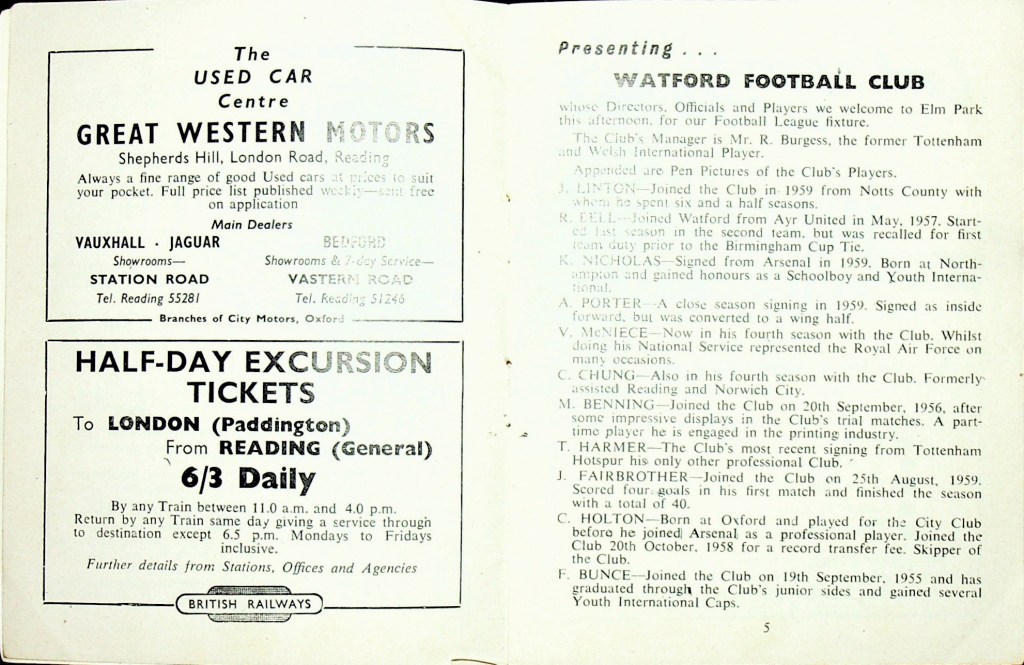 The
USED CAR
Centre
GREAT WESTERN MOTORS
Shepherds Hill, London Road, Reading
Always a fine range of good Used cars at prices to suit
your pocket. Full price list published weekly—sent free
on application
Main Dealers
VAUXHALL · JAGUAR
Showrooms—
STATION ROAD
Tel. Reading 55281
BEDFORD
Showrooms & 7-day Service—
VASTERN ROAD
Tel. Reading 51246
Branches of City Motors, Oxford
HALF-DAY EXCURSION
TICKETS
To LONDON (Paddington)
From READING (General)
6/3 Daily
By any Train between 11.0 a.m. and 4.0 p.m.
Return by any Train same day giving a service through
to destination except 6.5 p.m. Mondays to Fridays
inclusive.
Further details from Stations, Offices and Agencies
BRITISH RAILWAYS
Presenting . . .
WATFORD FOOTBALL CLUB
whose Directors, Officials and Players we welcome to Elm Park
this afternoon, for our Football League fixture.
The Club's Manager is Mr. R. Burgess, the former Tottenham
and Welsh International Player.
Appended are Pen Pictures of the Club's Players.
J. LINTON—Joined the Club in 1959 from Notts County with
whom he spent six and a half seasons.
R. BELL—Joined Watford from Ayr United in May, 1957. Start-
ed last season in the second team, but was recalled for first
team duty prior to the Birmingham Cup Tie.
K. NICHOLAS—Signed from Arsenal in 1959. Born at North-
ampton and gained honours as a Schoolboy and Youth Interna-
tional.
A. PORTER—A close season signing in 1959. Signed as inside
forward, but was converted to a wing half.
V. McNIECE—Now in his fourth season with the Club. Whilst
doing his National Service represented the Royal Air Force on
many occasions.
C. CHUNG—Also in his fourth season with the Club. Formerly
assisted Reading and Norwich City.
M. BENNING—Joined the Club on 20th September, 1956, after
some impressive displays in the Club's trial matches. A part-
time player he is engaged in the printing industry.
T. HARMER—The Club's most recent signing from Tottenham
Hotspur his only other professional Club.
J. FAIRBROTHER—Joined the Club on 25th August, 1959.
Scored four goals in his first match and finished the season
with a total of 40.
C. HOLTON—Born at Oxford and played for the City Club
before he joined Arsenal as a professional player. Joined the
Club 20th October, 1958 for a record transfer fee. Skipper of
the Club.
F. BUNCE—Joined the Club on 19th September, 1955 and has
graduated through the Club's junior sides and gained several
Youth International Caps.
5